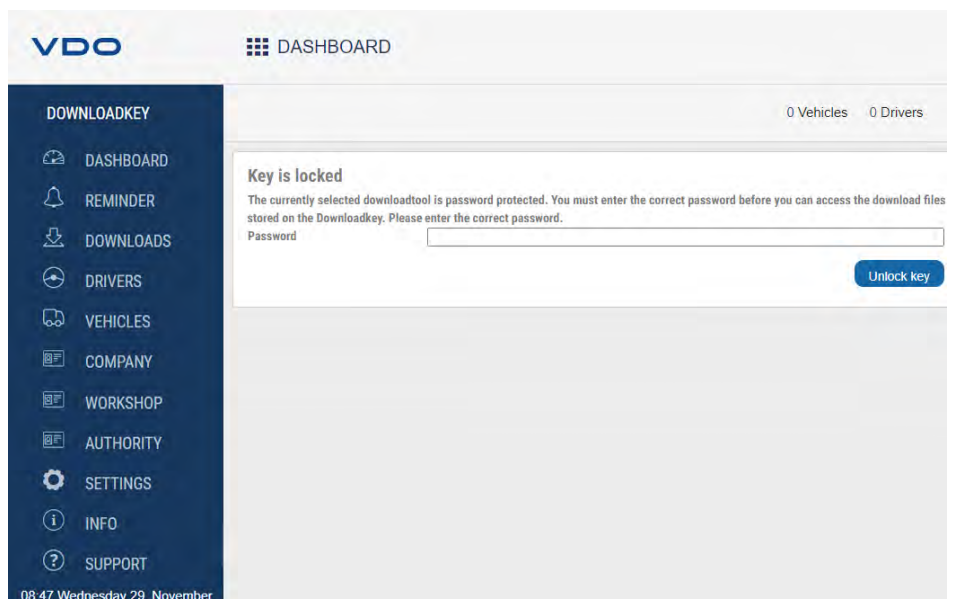 VDO
DASHBOARD
DOWNLOADKEY
0 Vehicles 0 Drivers
DASHBOARD
REMINDER
DOWNLOADS
DRIVERS
VEHICLES
COMPANY
WORKSHOP
AUTHORITY
SETTINGS
INFO
SUPPORT
08:47 Wednesday 29. November
Key is locked
The currently selected downloadtool is password protected. You must enter the correct password before you can access the download files
stored on the Downloadkey. Please enter the correct password.
Password
Unlock key